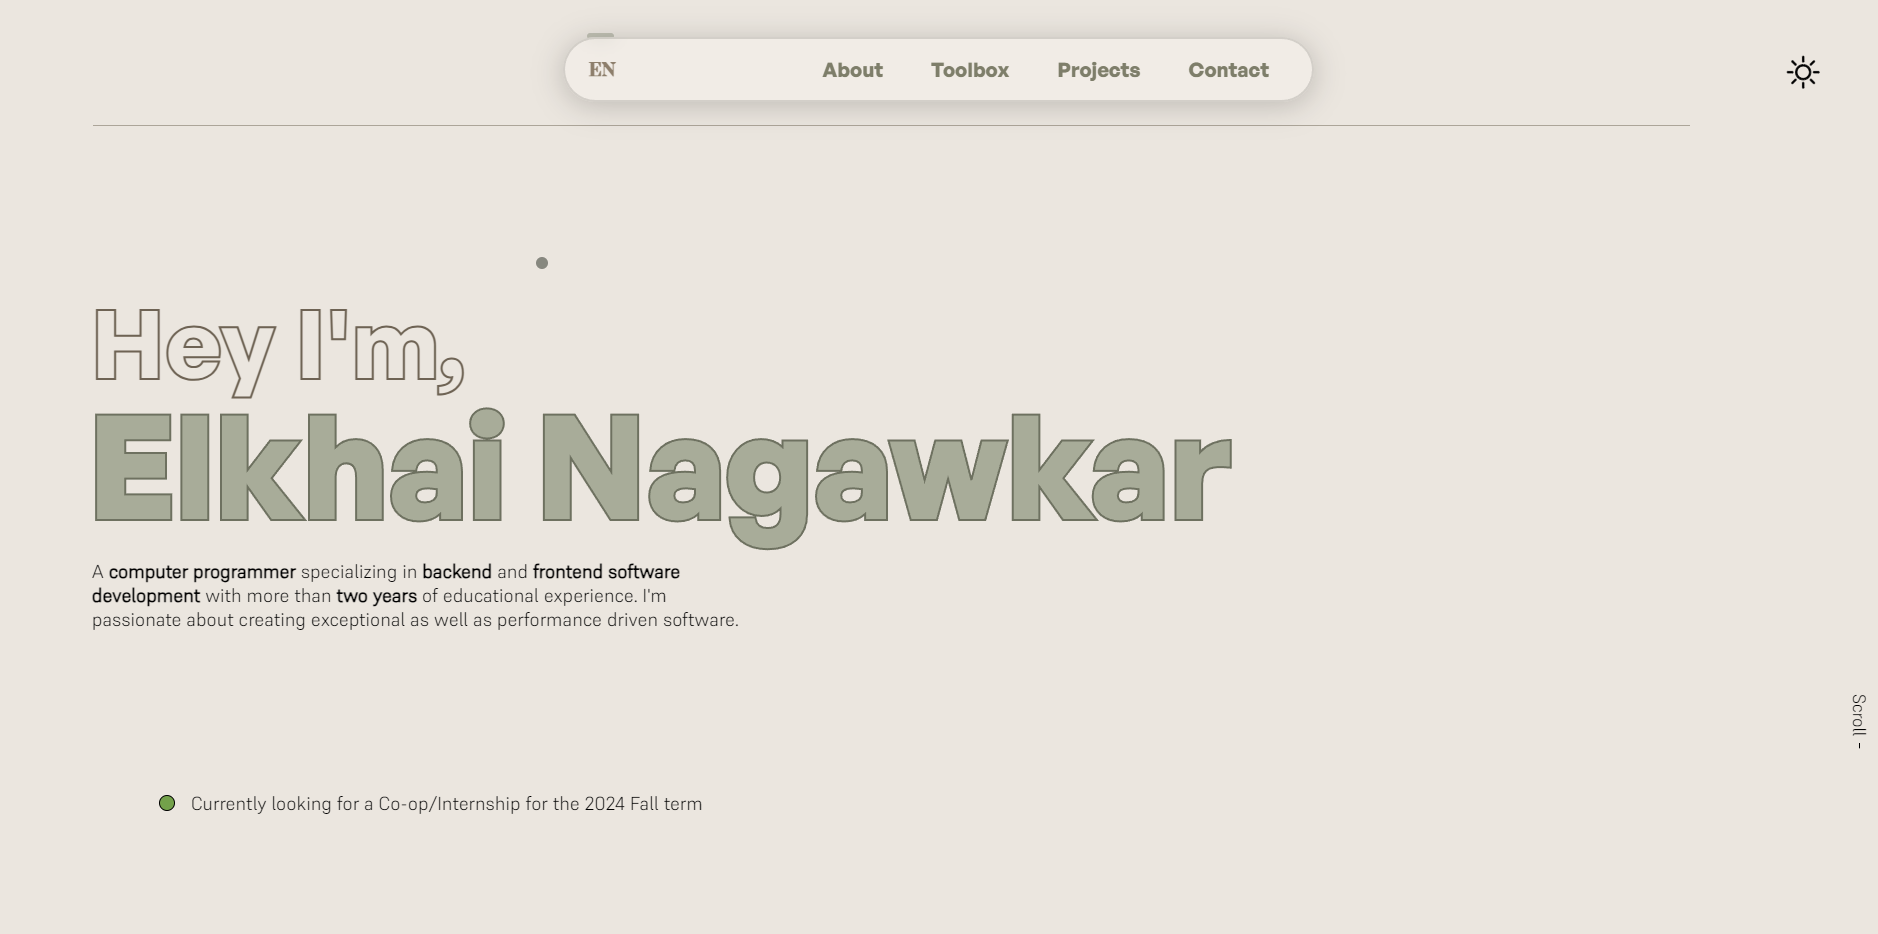 EN
About
Toolbox
Projects
Contact
Hey I'm,
Elkhai Nagawkar
A computer programmer specializing in backend and frontend software
development with more than two years of educational experience. I'm
passionate about creating exceptional as well as performance driven software.
Scroll -
Currently looking for a Co-op/Internship for the 2024 Fall term